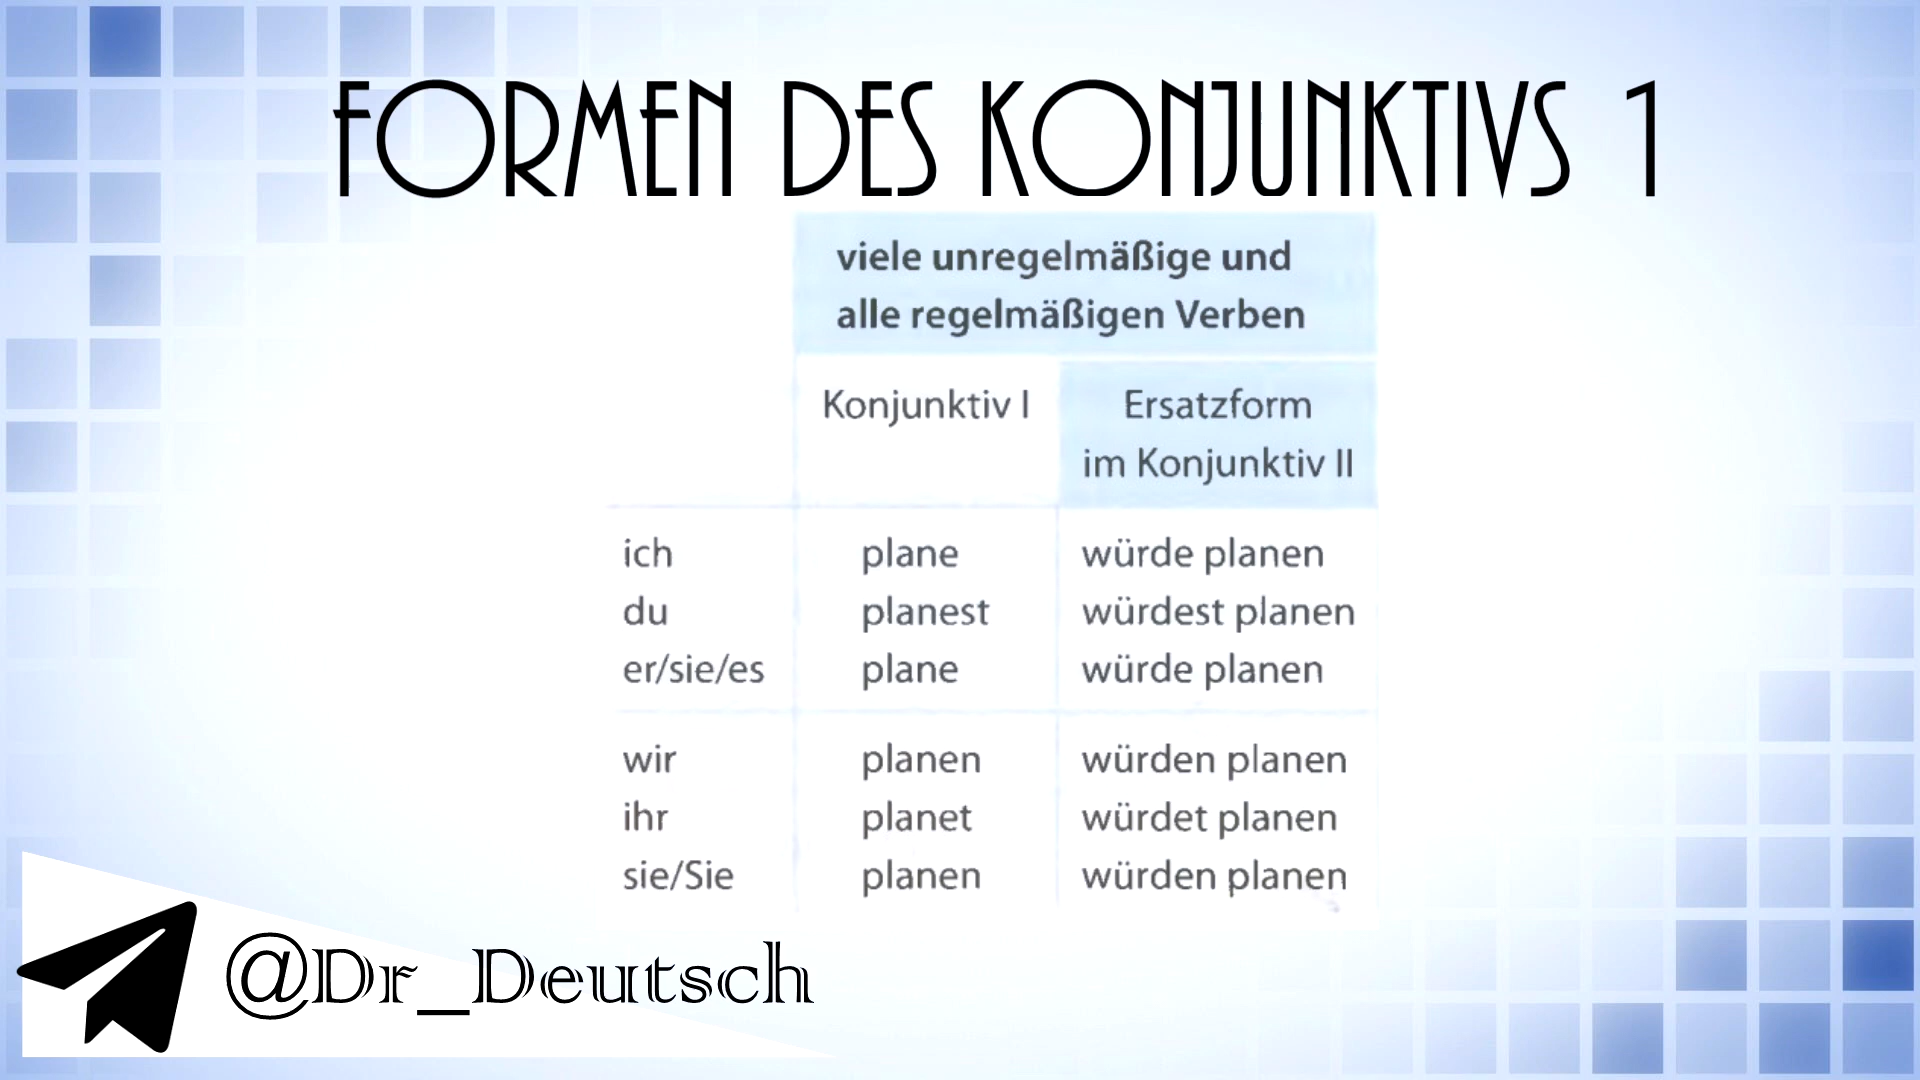 FORMEN DES KONJUNKTIVS 1
viele unregelmäßige und
alle regelmäßigen Verben
Konjunktiv I Ersatzform
im Konjunktiv II
ich plane würde planen
du planest würdest planen
er/sie/es plane würde planen
wir planen würden planen
ihr planet würdet planen
sie/Sie planen würden planen
@Dr_Deutsch